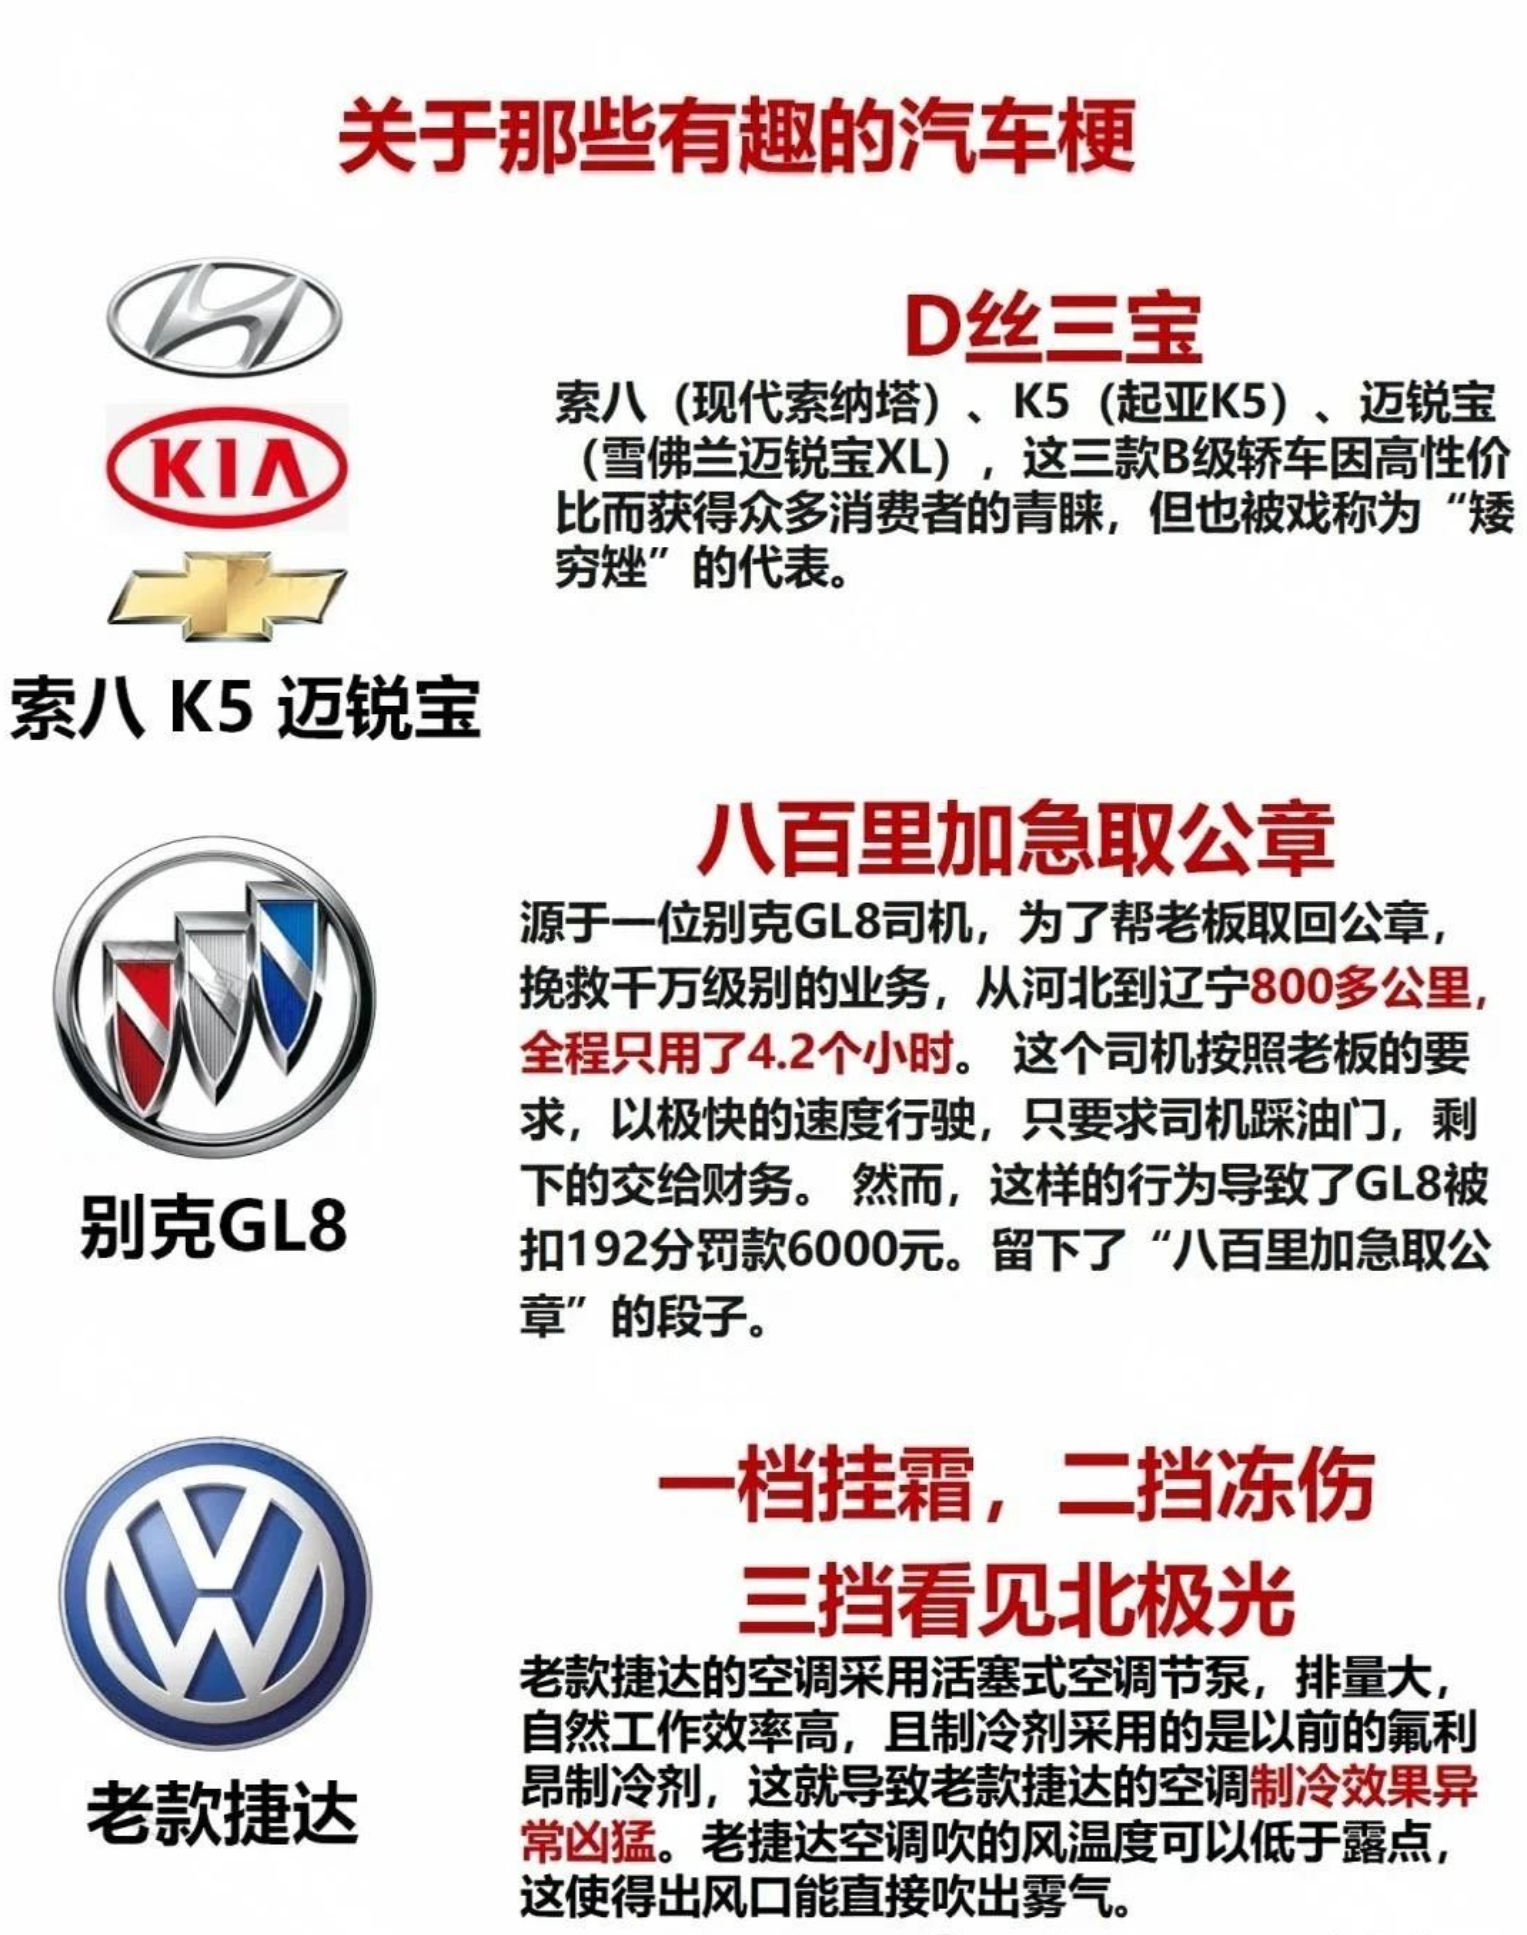 关于那些有趣的汽车梗
D丝三宝
索八（现代索纳塔）、K5（起亚K5）、迈锐宝
（雪佛兰迈锐宝XL），这三款B级轿车因高性价
比而获得众多消费者的青睐，但也被戏称为“矮
穷矬”的代表。
KIA
索八 K5 迈锐宝
八百里加急取公章
源于一位别克GL8司机，为了帮老板取回公章，
挽救千万级别的业务，从河北到辽宁800多公里，
全程只用了4.2个小时。 这个司机按照老板的要
求，以极快的速度行驶，只要求司机踩油门，剩
下的交给财务。 然而，这样的行为导致了GL8被
扣192分罚款6000元。留下了“八百里加急取公
章”的段子。
别克GL8
一档挂霜，二挡冻伤
三挡看见北极光
老款捷达的空调采用活塞式空调节泵，排量大，
自然工作效率高，且制冷剂采用的是以前的氟利
昂制冷剂，这就导致老款捷达的空调制冷效果异
常凶猛。老捷达空调吹的风温度可以低于露点，
这使得出风口能直接吹出雾气。
老款捷达